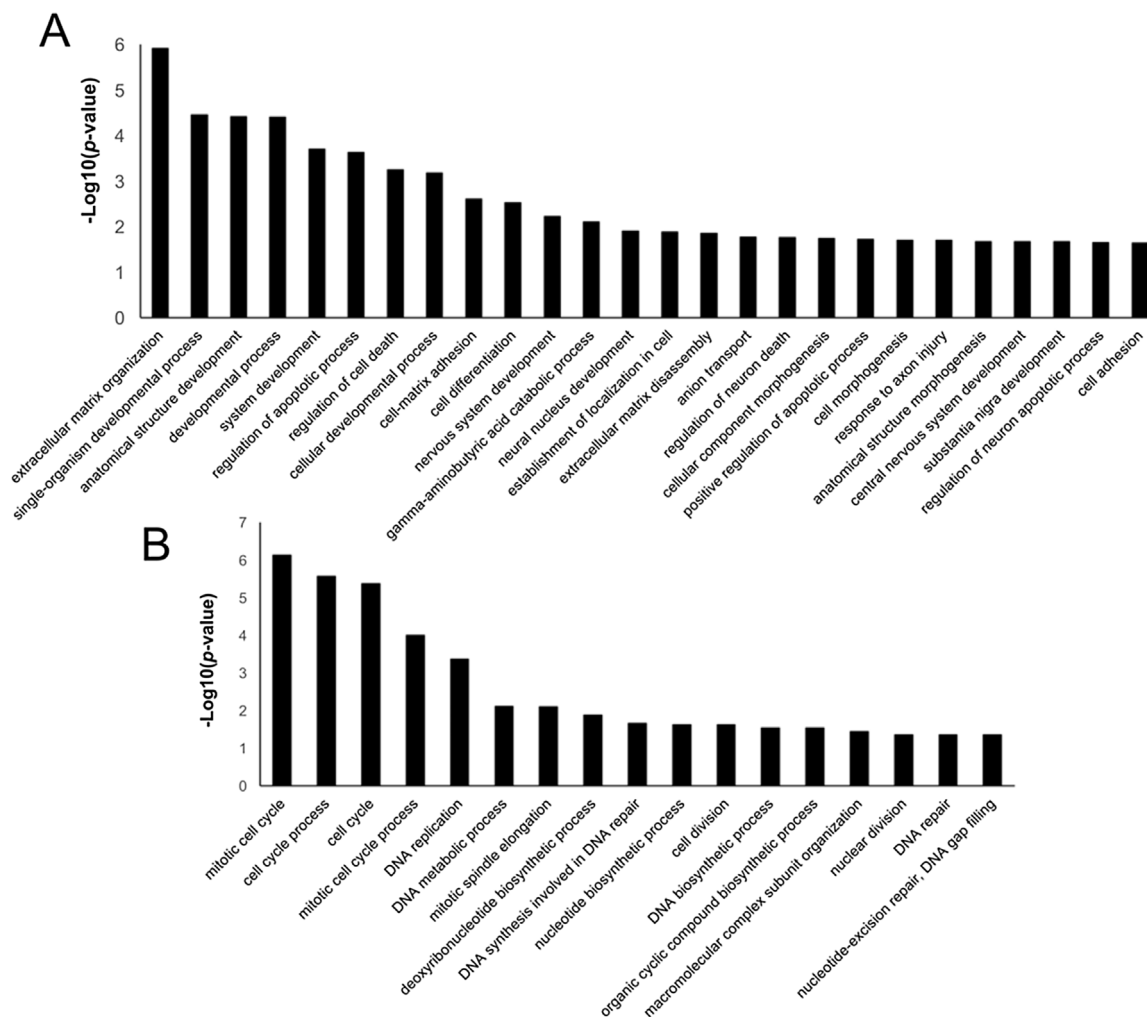 A
-Log10(p-value)
6
5
4
3
2
1
0
extracellular matrix organization
single-organism developmental process
anatomical structure development
developmental process
system development
regulation of apoptotic process
regulation of cell death
cellular developmental process
cell-matrix adhesion
cell differentiation
nervous system development
gamma-aminobutyric acid catabolic process
neural nucleus development
establishment of localization in cell
extracellular matrix disassembly
anion transport
regulation of neuron death
cellular component morphogenesis
positive regulation of apoptotic process
cell morphogenesis
response to axon injury
anatomical structure morphogenesis
central nervous system development
substantia nigra development
regulation of neuron apoptotic process
cell adhesion
B
-Log10(p-value)
7
6
5
4
3
2
1
0
mitotic cell cycle
cell cycle process
cell cycle
mitotic cell cycle process
DNA replication
DNA metabolic process
mitotic spindle elongation
deoxyribonucleotide biosynthetic process
DNA synthesis involved in DNA repair
nucleotide biosynthetic process
cell division
DNA biosynthetic process
organic cyclic compound biosynthetic process
macromolecular complex subunit organization
nuclear division
DNA repair
nucleotide-excision repair, DNA gap filling